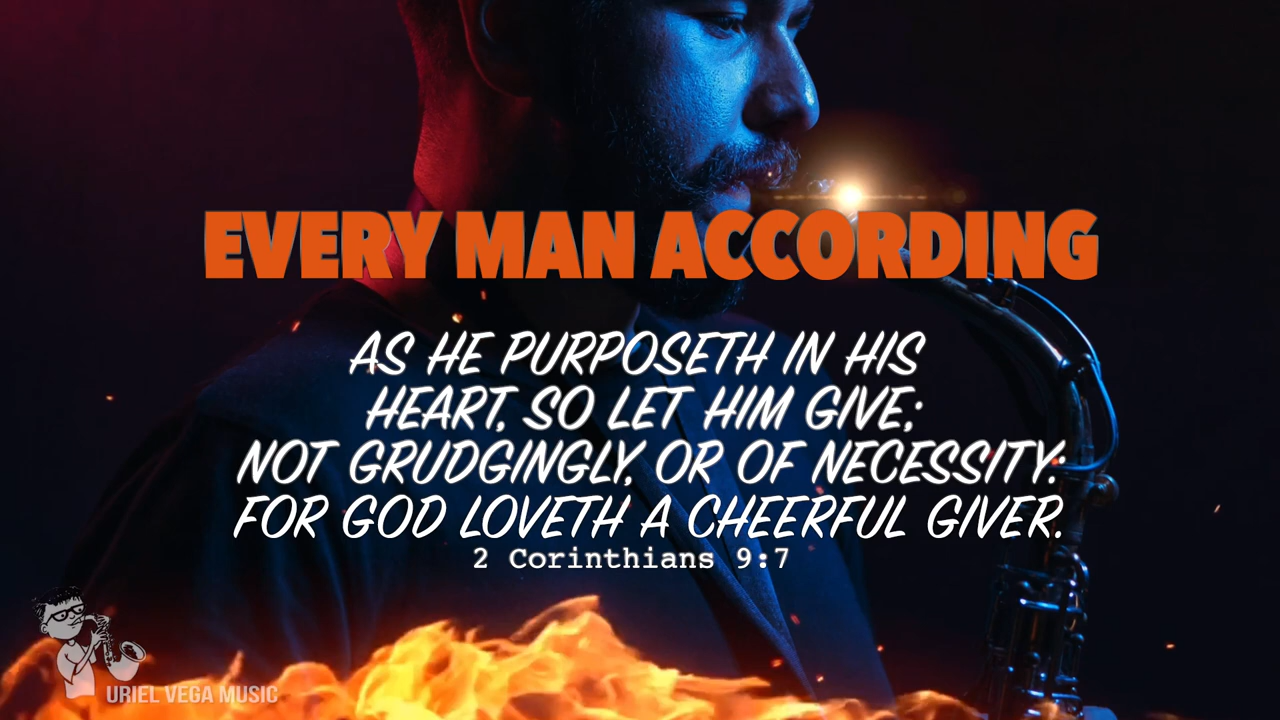 EVERY MAN ACCORDING
AS HE PURPOSETH IN HIS
HEART, SO LET HIM GIVE;
NOT GRUDGINGLY, OR OF NECESSITY:
FOR GOD LOVETH A CHEERFUL GIVER.
2 Corinthians 9:7
URIEL VEGA MUSIC